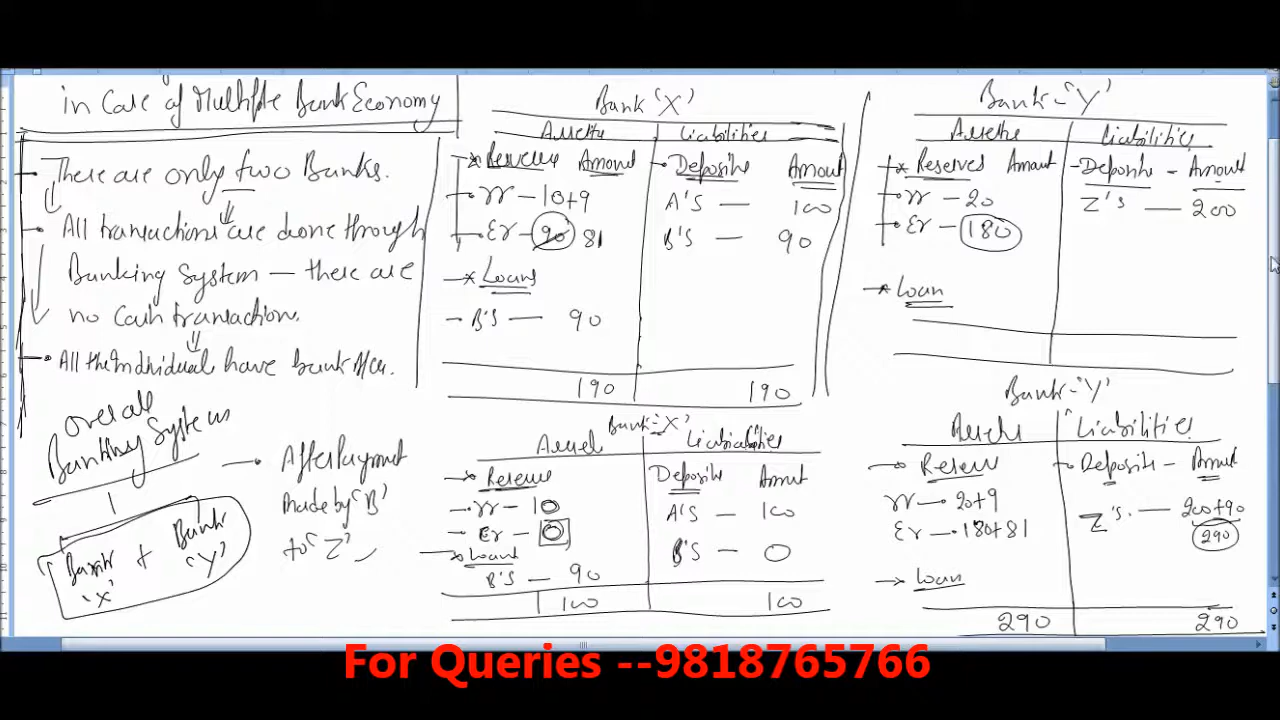 in Case of Multiple Bank Economy
There are only two Banks.
All transactions are done through
Banking System — there are
no Cash transaction.
All the Individual have bank A/cs.
overall
Banking Systems
Bank 'X' + Bank 'Y'
After Payment
made by 'B'
to 'Z'
Bank 'X'
Assets Liabilities
* Reserves Amount - Deposits Amount
- rr - 10+9 A'S — 100
- Er - 90 81 B'S — 90
* Loans
- B'S — 90
190 190
Bank - 'Y'
Assets Liabilities
* Reserves Amount - Deposits - Amount
- rr - 20 Z'S — 200
- Er - 180
* Loan
Bank - 'X'
Assets Liabilities
Reserve Deposits Amount
- rr - 10 A'S — 100
- Er - 0 B'S — 0
Loans
B'S — 90
100 100
Bank - 'Y'
Assets Liabilities
Reserve Deposits - Amount
rr — 20+9 Z'S — 200+90
Er — 180+81 290
Loan
290 290
For Queries --9818765766